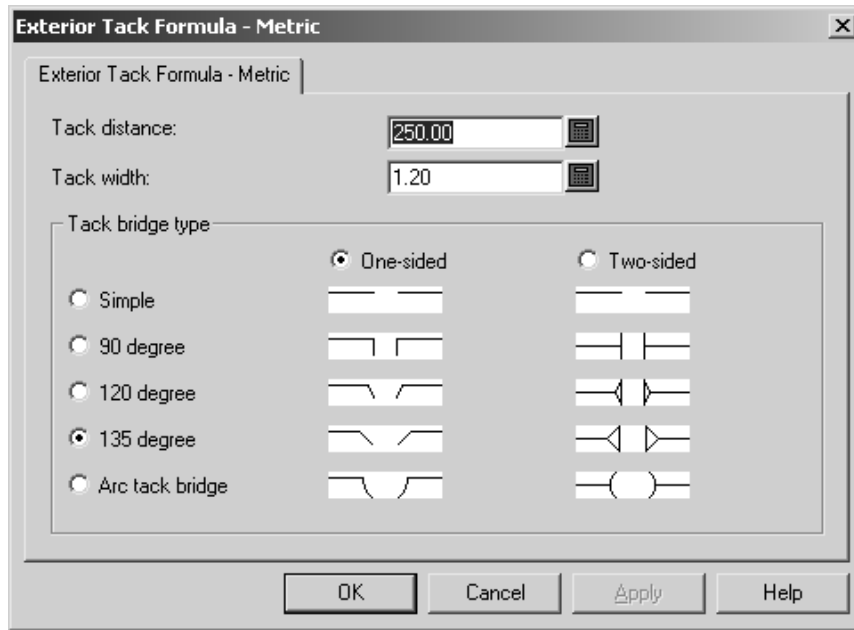 Exterior Tack Formula - Metric
Exterior Tack Formula - Metric
Tack distance: 250.00
Tack width: 1.20
Tack bridge type
One-sided Two-sided
Simple
90 degree
120 degree
135 degree
Arc tack bridge
OK Cancel Apply Help